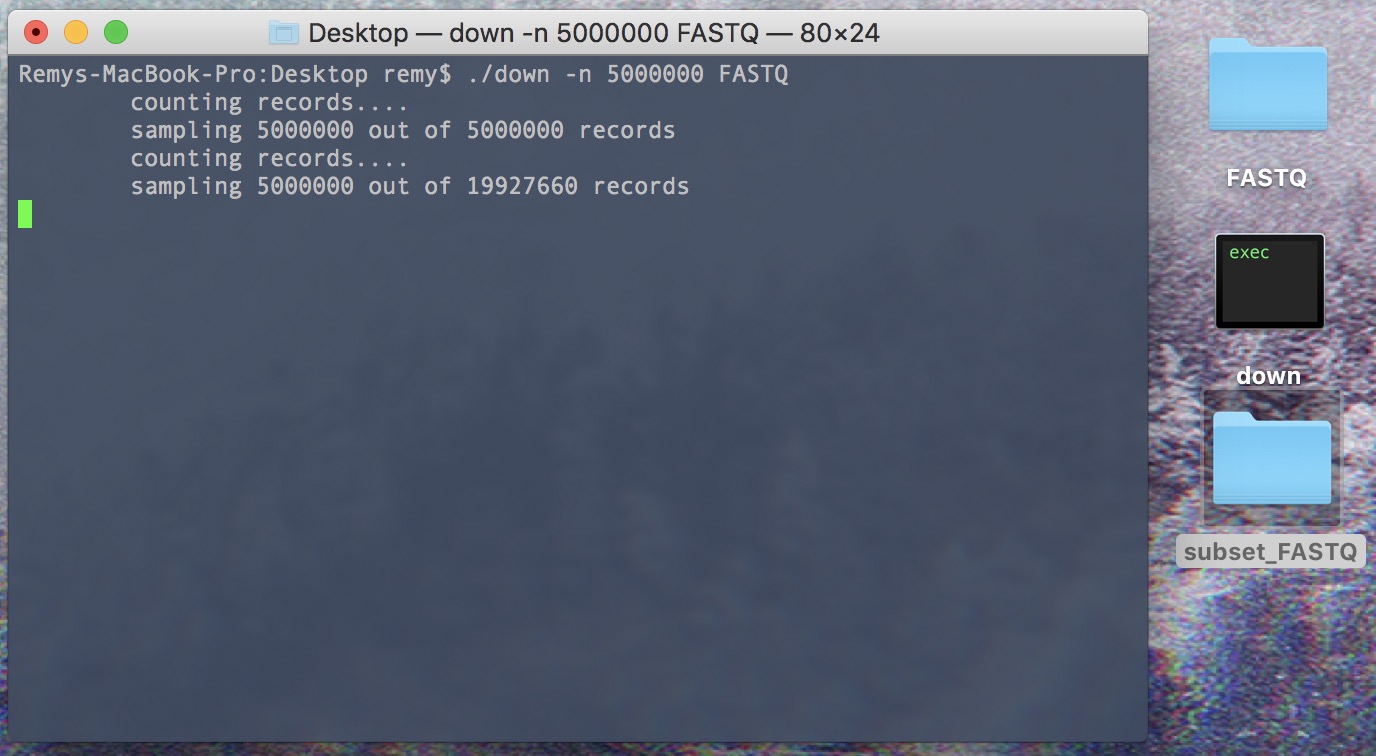 Desktop — down -n 5000000 FASTQ — 80×24
Remys-MacBook-Pro:Desktop remy$ ./down -n 5000000 FASTQ
counting records....
sampling 5000000 out of 5000000 records
counting records....
sampling 5000000 out of 19927660 records
FASTQ
exec
down
subset_FASTQ